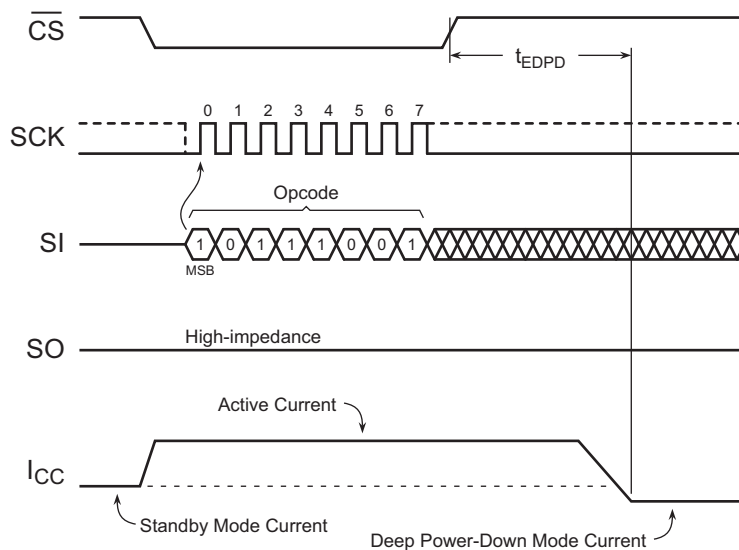 CS
tEDPD
0 1 2 3 4 5 6 7
SCK
Opcode
SI
1 0 1 1 1 0 0 1
MSB
High-impedance
SO
Active Current
ICC
Standby Mode Current
Deep Power-Down Mode Current